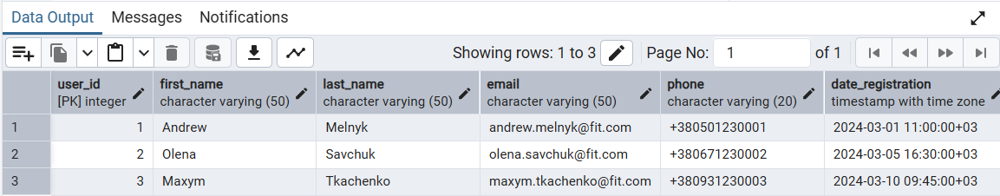 Data Output Messages Notifications
Showing rows: 1 to 3 Page No: 1 of 1
user_id first_name last_name email phone date_registration
[PK] integer character varying (50) character varying (50) character varying (50) character varying (20) timestamp with time zone
1 1 Andrew Melnyk andrew.melnyk@fit.com +380501230001 2024-03-01 11:00:00+03
2 2 Olena Savchuk olena.savchuk@fit.com +380671230002 2024-03-05 16:30:00+03
3 3 Maxym Tkachenko maxym.tkachenko@fit.com +380931230003 2024-03-10 09:45:00+03